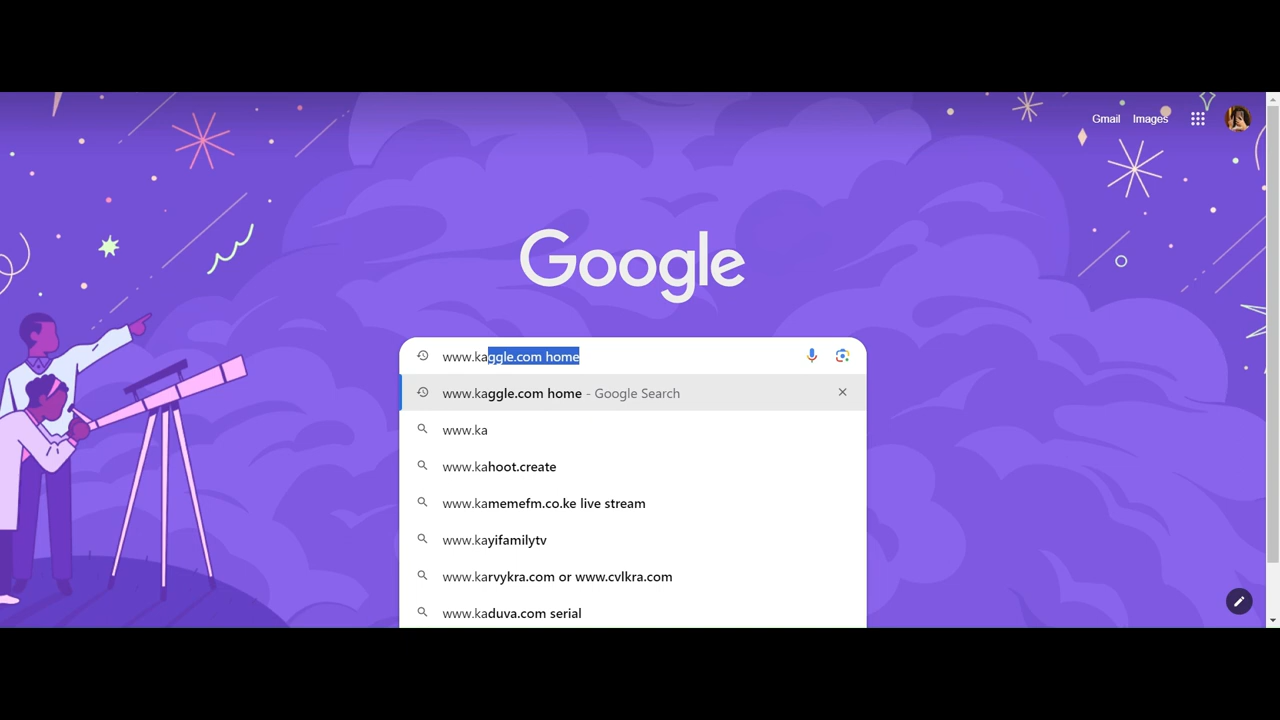 Gmail Images
Google
www.kaggle.com home
www.kaggle.com home - Google Search
www.ka
www.kahoot.create
www.kamemefm.co.ke live stream
www.kayifamilytv
www.karvykra.com or www.cvlkra.com
www.kaduva.com serial